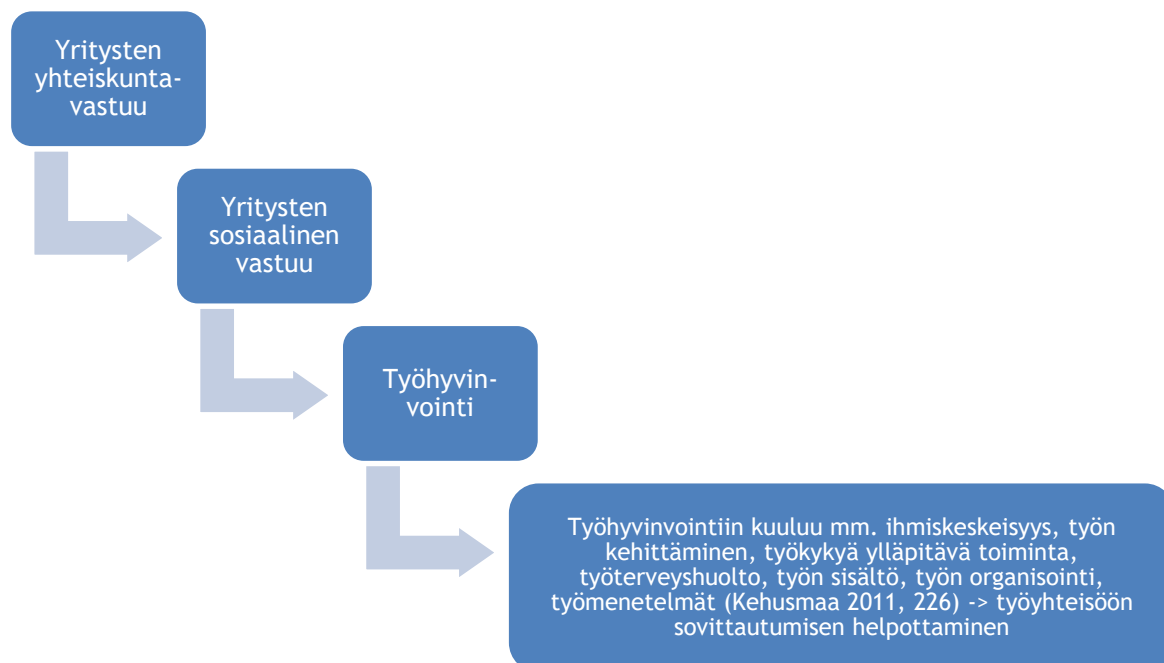 Yritysten
yhteiskunta-
vastuu
Yritysten
sosiaalinen
vastuu
Työhyvin-
vointi
Työhyvinvointiin kuuluu mm. ihmiskeskeisyys, työn
kehittäminen, työkykyä ylläpitävä toiminta,
työterveyshuolto, työn sisältö, työn organisointi,
työmenetelmät (Kehusmaa 2011, 226) -> työyhteisöön
sovittautumisen helpottaminen